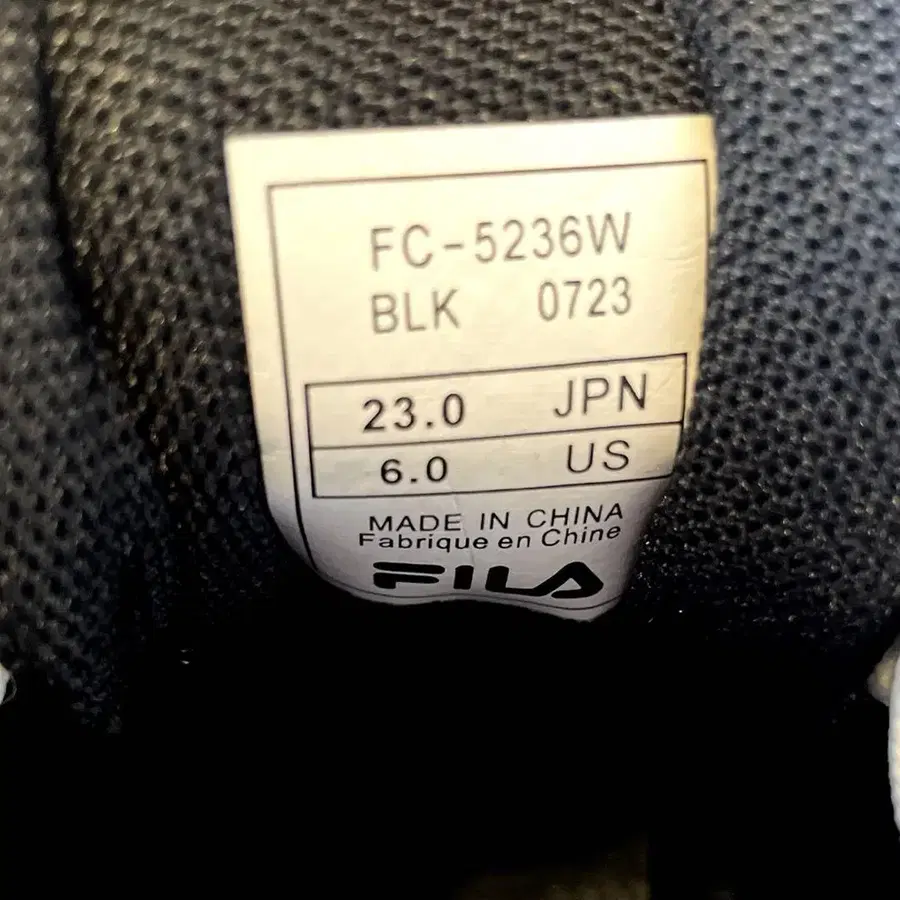 FC-5236W
BLK 0723
23.0 JPN
6.0 US
MADE IN CHINA
Fabrique en Chine
FILA